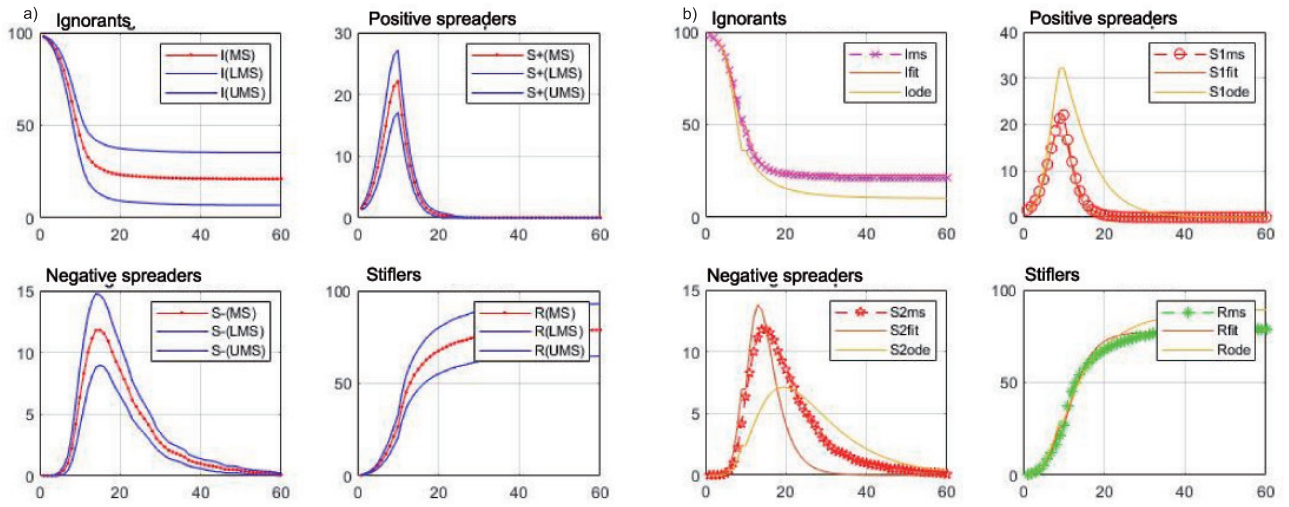 a)
Ignorants
100
50
0
0 20 40 60
I(MS)
I(LMS)
I(UMS)
Positive spreaders
30
20
10
0
0 20 40 60
S+(MS)
S+(LMS)
S+(UMS)
Negative spreaders
15
10
5
0
0 20 40 60
S-(MS)
S-(LMS)
S-(UMS)
Stiflers
100
50
0
0 20 40 60
R(MS)
R(LMS)
R(UMS)
b)
Ignorants
100
50
0
0 20 40 60
Ims
Ifit
Iode
Positive spreaders
40
30
20
10
0
0 20 40 60
S1ms
S1fit
S1ode
Negative spreaders
15
10
5
0
0 20 40 60
S2ms
S2fit
S2ode
Stiflers
100
50
0
0 20 40 60
Rms
Rfit
Rode